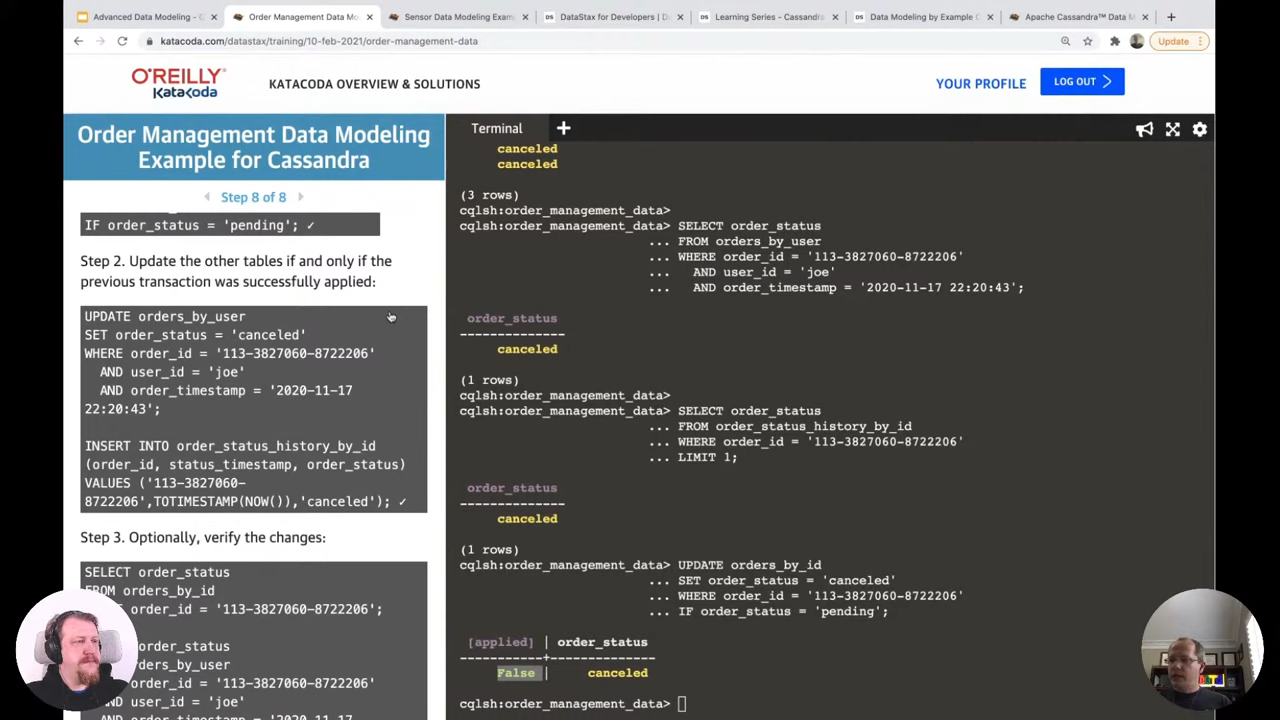 Advanced Data Modeling - G
Order Management Data Mo
Sensor Data Modeling Exam
DataStax for Developers | D
Learning Series - Cassandra
Data Modeling by Example
Apache Cassandra™ Data M
katacoda.com/datastax/training/10-feb-2021/order-management-data
Update
O'REILLY
KataKoda
KATACODA OVERVIEW & SOLUTIONS
YOUR PROFILE
LOG OUT
Order Management Data Modeling
Example for Cassandra
Step 8 of 8
IF order_status = 'pending'; ✓
Step 2. Update the other tables if and only if the
previous transaction was successfully applied:
UPDATE orders_by_user
SET order_status = 'canceled'
WHERE order_id = '113-3827060-8722206'
AND user_id = 'joe'
AND order_timestamp = '2020-11-17
22:20:43';
INSERT INTO order_status_history_by_id
(order_id, status_timestamp, order_status)
VALUES ('113-3827060-
8722206',TOTIMESTAMP(NOW()),'canceled'); ✓
Step 3. Optionally, verify the changes:
SELECT order_status
FROM orders_by_id
order_id = '113-3827060-8722206';
order_status
orders_by_user
order_id = '113-3827060-8722206'
user_id = 'joe'
order_timestamp = '2020-11-17
Terminal
canceled
canceled
(3 rows)
cqlsh:order_management_data>
cqlsh:order_management_data> SELECT order_status
... FROM orders_by_user
... WHERE order_id = '113-3827060-8722206'
... AND user_id = 'joe'
... AND order_timestamp = '2020-11-17 22:20:43';
order_status
--------------
canceled
(1 rows)
cqlsh:order_management_data>
cqlsh:order_management_data> SELECT order_status
... FROM order_status_history_by_id
... WHERE order_id = '113-3827060-8722206'
... LIMIT 1;
order_status
--------------
canceled
(1 rows)
cqlsh:order_management_data> UPDATE orders_by_id
... SET order_status = 'canceled'
... WHERE order_id = '113-3827060-8722206'
... IF order_status = 'pending';
[applied] | order_status
-----------+--------------
False | canceled
cqlsh:order_management_data>